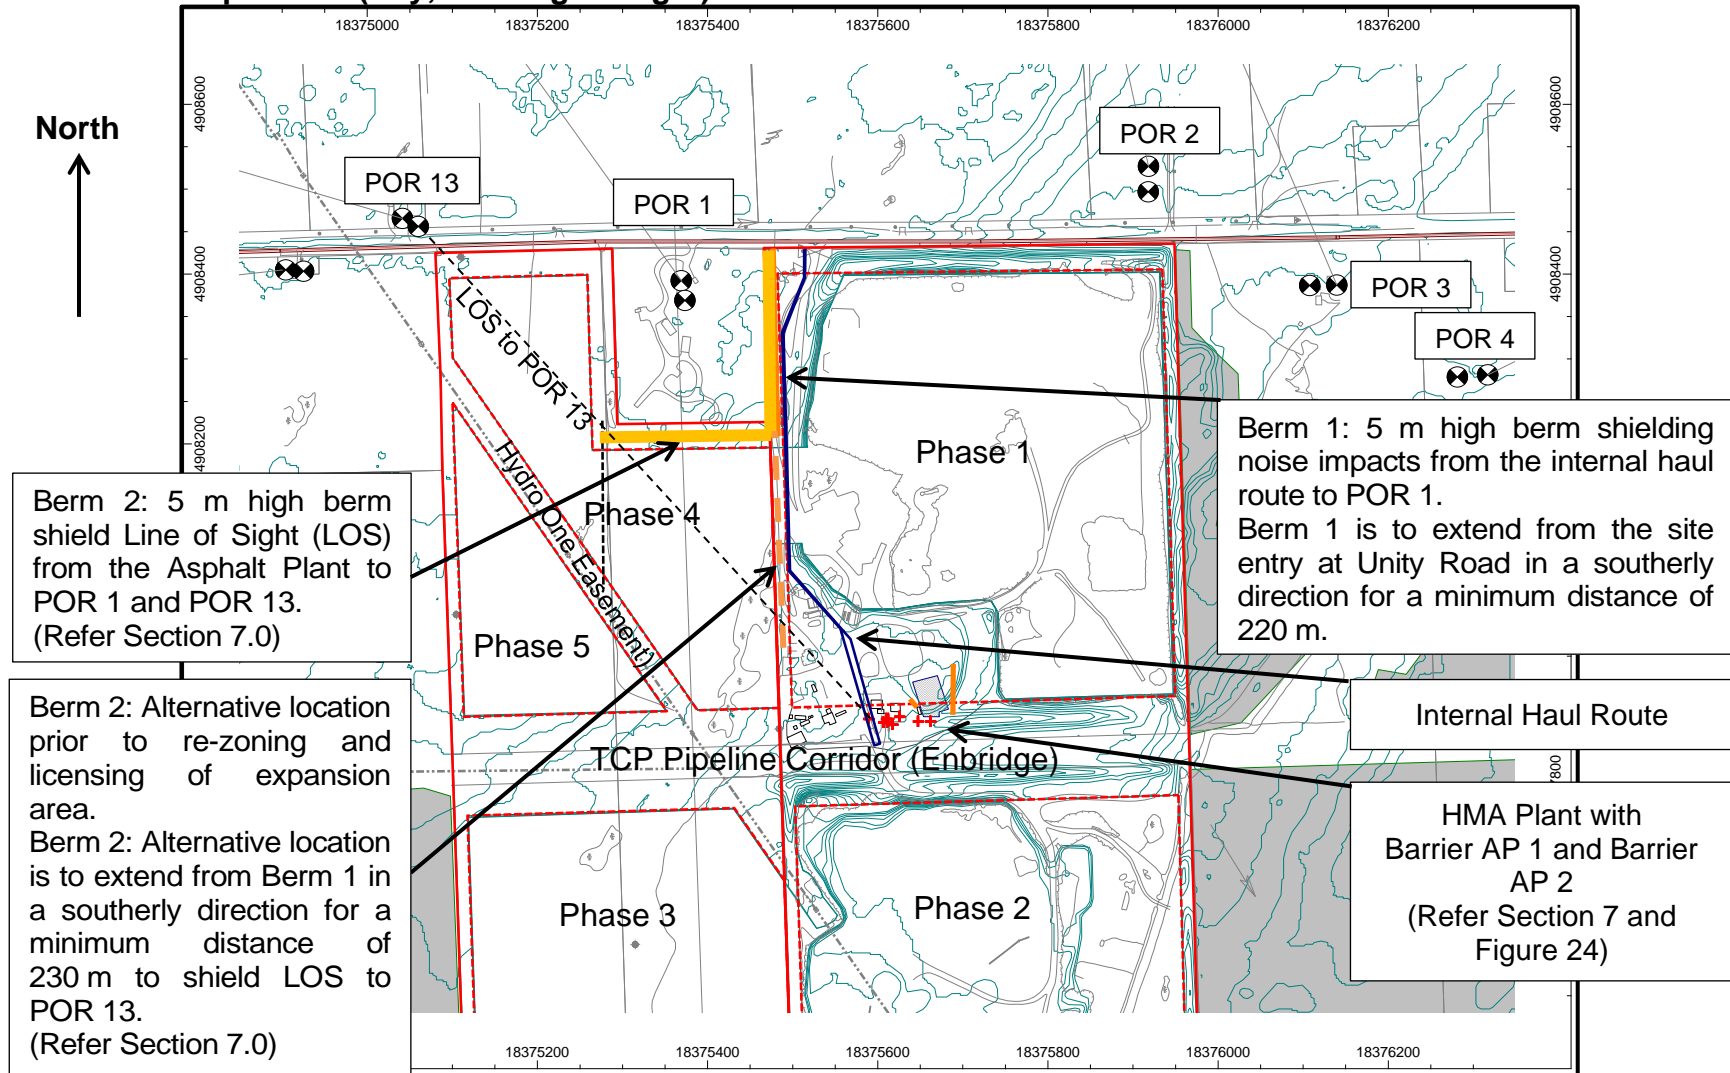 18375000 18375200 18375400 18375600 18375800 18376000 18376200
4908600
4908600
North
POR 2
POR 13
POR 1
4908400
4908400
POR 3
POR 4
LOS to POR 13
4908200
Phase 1
Berm 1: 5 m high berm shielding
noise impacts from the internal haul
route to POR 1.
Berm 1 is to extend from the site
entry at Unity Road in a southerly
direction for a minimum distance of
220 m.
Berm 2: 5 m high berm
shield Line of Sight (LOS)
from the Asphalt Plant to
POR 1 and POR 13.
(Refer Section 7.0)
Phase 4
Hydro One Easement)
Phase 5
Berm 2: Alternative location
prior to re-zoning and
licensing of expansion
area.
Berm 2: Alternative location
is to extend from Berm 1 in
a southerly direction for a
minimum distance of
230 m to shield LOS to
POR 13.
(Refer Section 7.0)
Internal Haul Route
TCP Pipeline Corridor (Enbridge)
7800
HMA Plant with
Barrier AP 1 and Barrier
AP 2
(Refer Section 7 and
Figure 24)
Phase 3
Phase 2
18375200 18375400 18375600 18375800 18376000 18376200